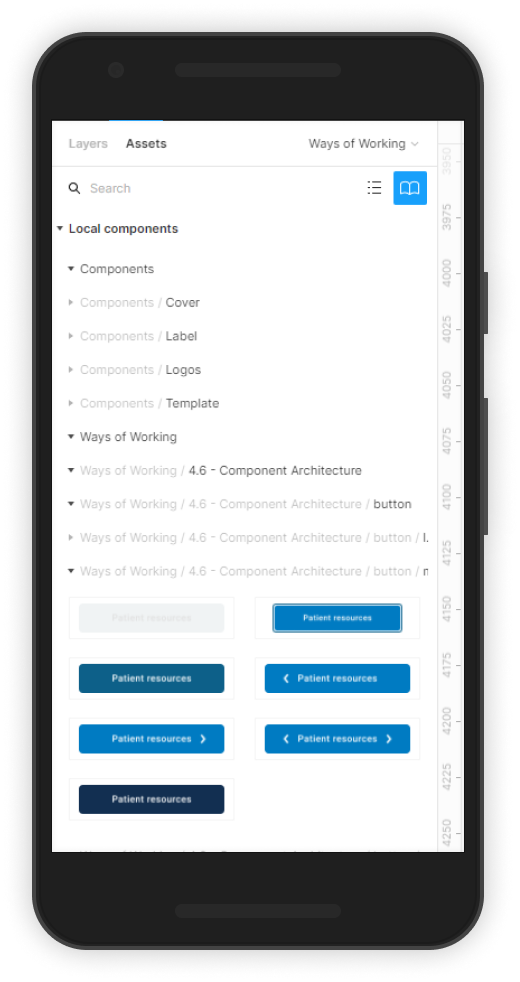 Layers Assets Ways of Working
Search
Local components
Components
Components / Cover
Components / Label
Components / Logos
Components / Template
Ways of Working
Ways of Working / 4.6 - Component Architecture
Ways of Working / 4.6 - Component Architecture / button
Ways of Working / 4.6 - Component Architecture / button / l.
Ways of Working / 4.6 - Component Architecture / button /
Patient resources Patient resources
Patient resources Patient resources
Patient resources Patient resources
Patient resources
3950
3975
4000
4025
4050
4075
4100
4125
4150
4175
4200
4225
4250